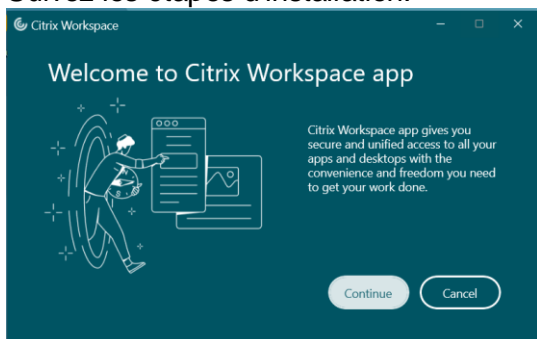 Suivez les étapes d'installation.
Citrix Workspace
Welcome to Citrix Workspace app
Citrix Workspace app gives you
secure and unified access to all your
apps and desktops with the
convenience and freedom you need
to get your work done.
Continue
Cancel